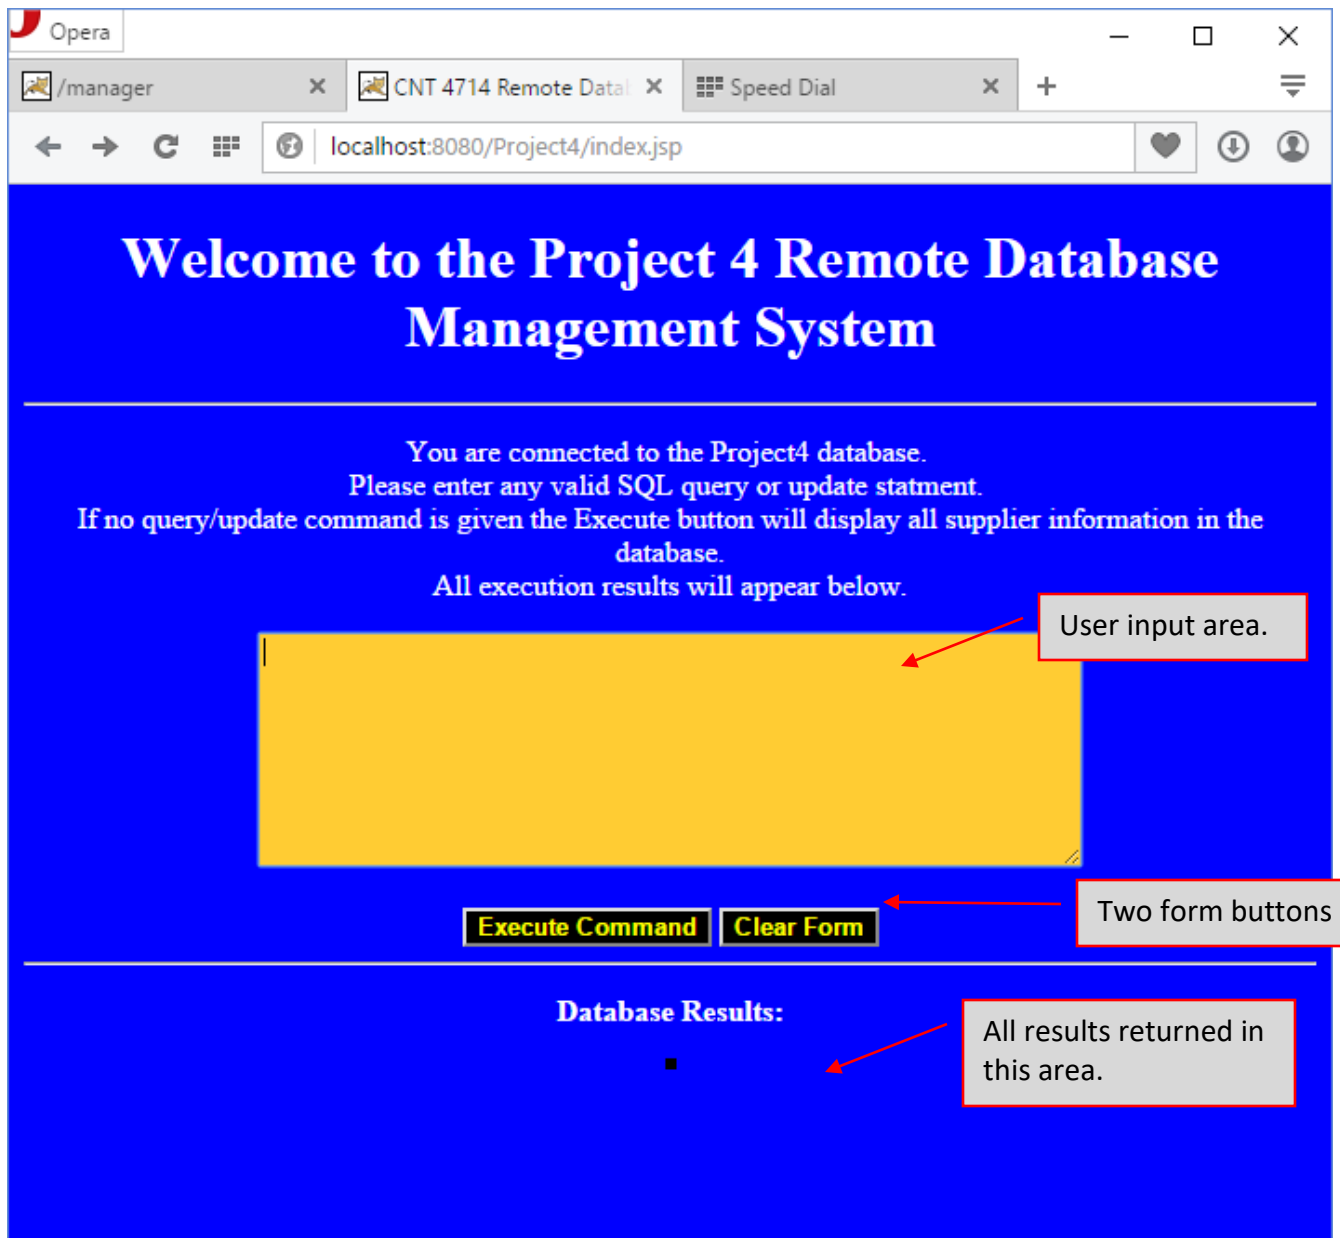 Opera
/manager
CNT 4714 Remote Datal
Speed Dial
localhost:8080/Project4/index.jsp
Welcome to the Project 4 Remote Database
Management System
You are connected to the Project4 database.
Please enter any valid SQL query or update statment.
If no query/update command is given the Execute button will display all supplier information in the
database.
All execution results will appear below.
User input area.
Execute Command
Clear Form
Two form buttons
Database Results:
All results returned in
this area.